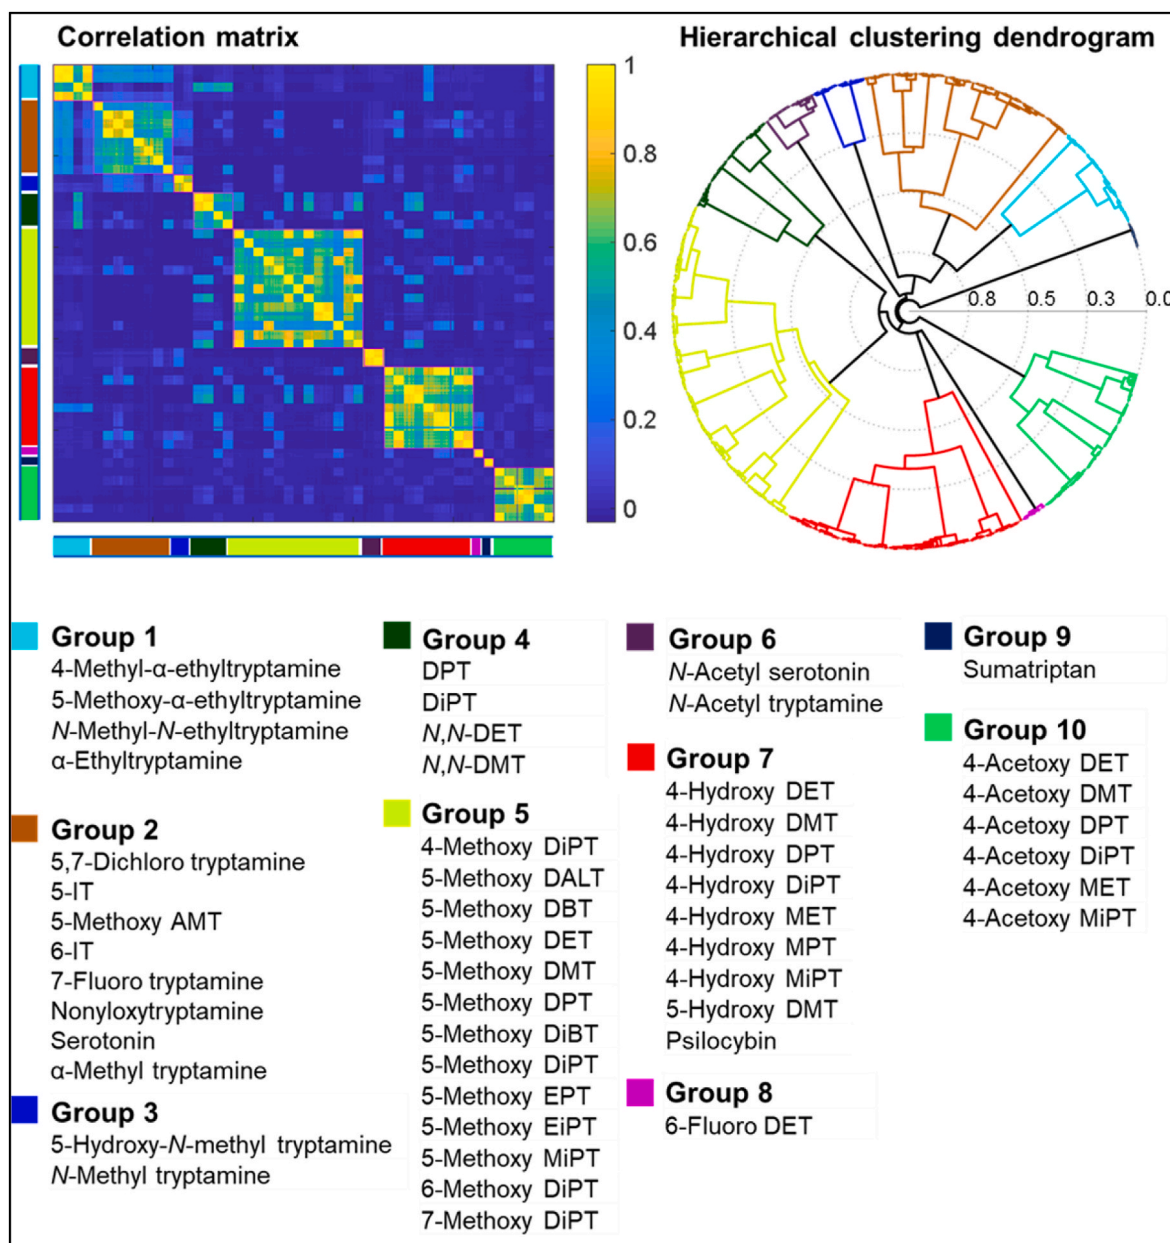 Correlation matrix
Hierarchical clustering dendrogram
1
0.8
0.6
0.4
0.2
0
0.8 0.5 0.3 0.0
Group 1
4-Methyl-α-ethyltryptamine
5-Methoxy-α-ethyltryptamine
N-Methyl-N-ethyltryptamine
α-Ethyltryptamine
Group 2
5,7-Dichloro tryptamine
5-IT
5-Methoxy AMT
6-IT
7-Fluoro tryptamine
Nonyloxytryptamine
Serotonin
α-Methyl tryptamine
Group 3
5-Hydroxy-N-methyl tryptamine
N-Methyl tryptamine
Group 4
DPT
DiPT
N,N-DET
N,N-DMT
Group 5
4-Methoxy DiPT
5-Methoxy DALT
5-Methoxy DBT
5-Methoxy DET
5-Methoxy DMT
5-Methoxy DPT
5-Methoxy DiBT
5-Methoxy DiPT
5-Methoxy EPT
5-Methoxy EiPT
5-Methoxy MiPT
6-Methoxy DiPT
7-Methoxy DiPT
Group 6
N-Acetyl serotonin
N-Acetyl tryptamine
Group 7
4-Hydroxy DET
4-Hydroxy DMT
4-Hydroxy DPT
4-Hydroxy DiPT
4-Hydroxy MET
4-Hydroxy MPT
4-Hydroxy MiPT
5-Hydroxy DMT
Psilocybin
Group 8
6-Fluoro DET
Group 9
Sumatriptan
Group 10
4-Acetoxy DET
4-Acetoxy DMT
4-Acetoxy DPT
4-Acetoxy DiPT
4-Acetoxy MET
4-Acetoxy MiPT